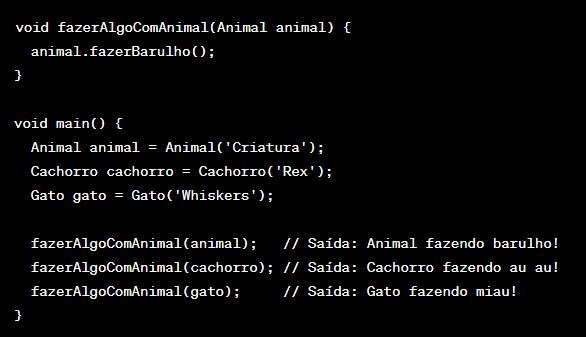 void fazerAlgoComAnimal(Animal animal) {
  animal.fazerBarulho();
}

void main() {
  Animal animal = Animal('Criatura');
  Cachorro cachorro = Cachorro('Rex');
  Gato gato = Gato('Whiskers');

  fazerAlgoComAnimal(animal);   // Saída: Animal fazendo barulho!
  fazerAlgoComAnimal(cachorro); // Saída: Cachorro fazendo au au!
  fazerAlgoComAnimal(gato);     // Saída: Gato fazendo miau!
}